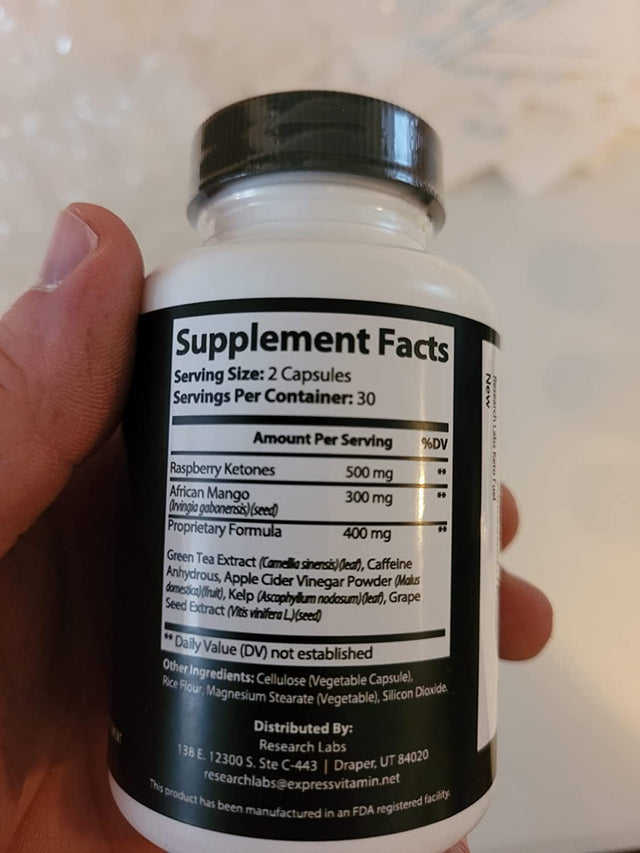 Supplement Facts
Serving Size: 2 Capsules
Servings Per Container: 30
Amount Per Serving %DV
Raspberry Ketones 500 mg **
African Mango 300 mg **
(Irvingia gabonensis)(seed)
Proprietary Formula 400 mg **
Green Tea Extract (Camellia sinensis)(leaf), Caffeine
Anhydrous, Apple Cider Vinegar Powder (Malus
domestica)(fruit), Kelp (Ascophyllum nodosum)(leaf), Grape
Seed Extract (Vitis vinifera L.)(seed)
** Daily Value (DV) not established
Other Ingredients: Cellulose (Vegetable Capsule),
Rice Flour, Magnesium Stearate (Vegetable), Silicon Dioxide.
Distributed By:
Research Labs
138 E. 12300 S. Ste C-443 | Draper, UT 84020
researchlabs@expressvitamin.net
This product has been manufactured in an FDA registered facility.
Research Labs Keto Fuel
New